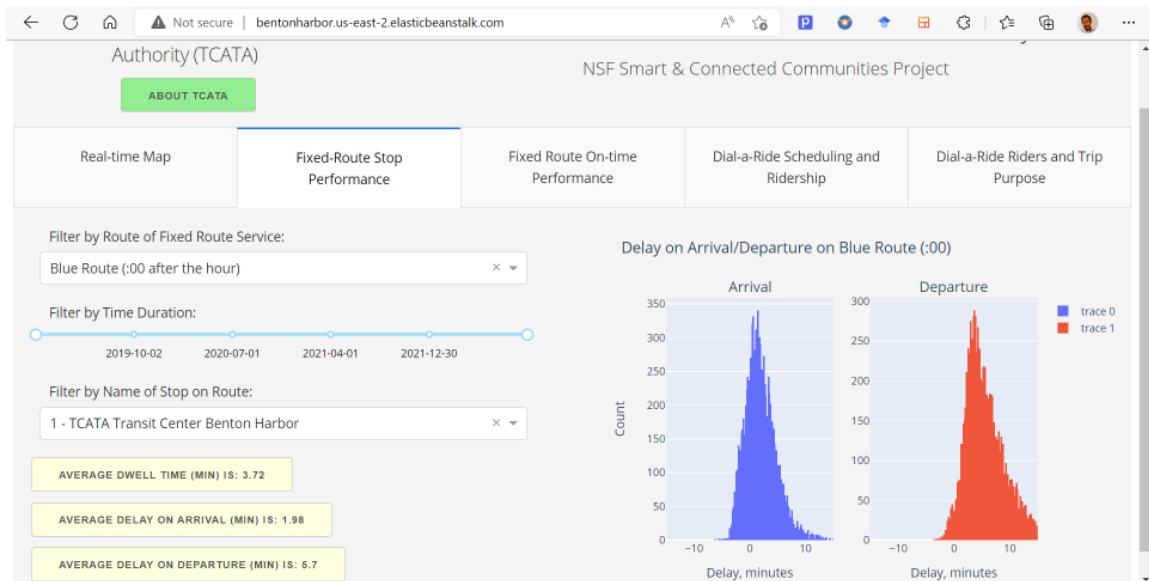 Not secure | bentonharbor.us-east-2.elasticbeanstalk.com
Authority (TCATA)
ABOUT TCATA
NSF Smart & Connected Communities Project
Real-time Map
Fixed-Route Stop
Performance
Fixed Route On-time
Performance
Dial-a-Ride Scheduling and
Ridership
Dial-a-Ride Riders and Trip
Purpose
Filter by Route of Fixed Route Service:
Blue Route (:00 after the hour)
Filter by Time Duration:
2019-10-02 2020-07-01 2021-04-01 2021-12-30
Filter by Name of Stop on Route:
1 - TCATA Transit Center Benton Harbor
AVERAGE DWELL TIME (MIN) IS: 3.72
AVERAGE DELAY ON ARRIVAL (MIN) IS: 1.98
AVERAGE DELAY ON DEPARTURE (MIN) IS: 5.7
Delay on Arrival/Departure on Blue Route (:00)
Arrival
350
300
250
200
150
100
50
0
Count
−10 0 10
Delay, minutes
Departure
300
250
200
150
100
50
0
−10 0 10
Delay, minutes
trace 0
trace 1